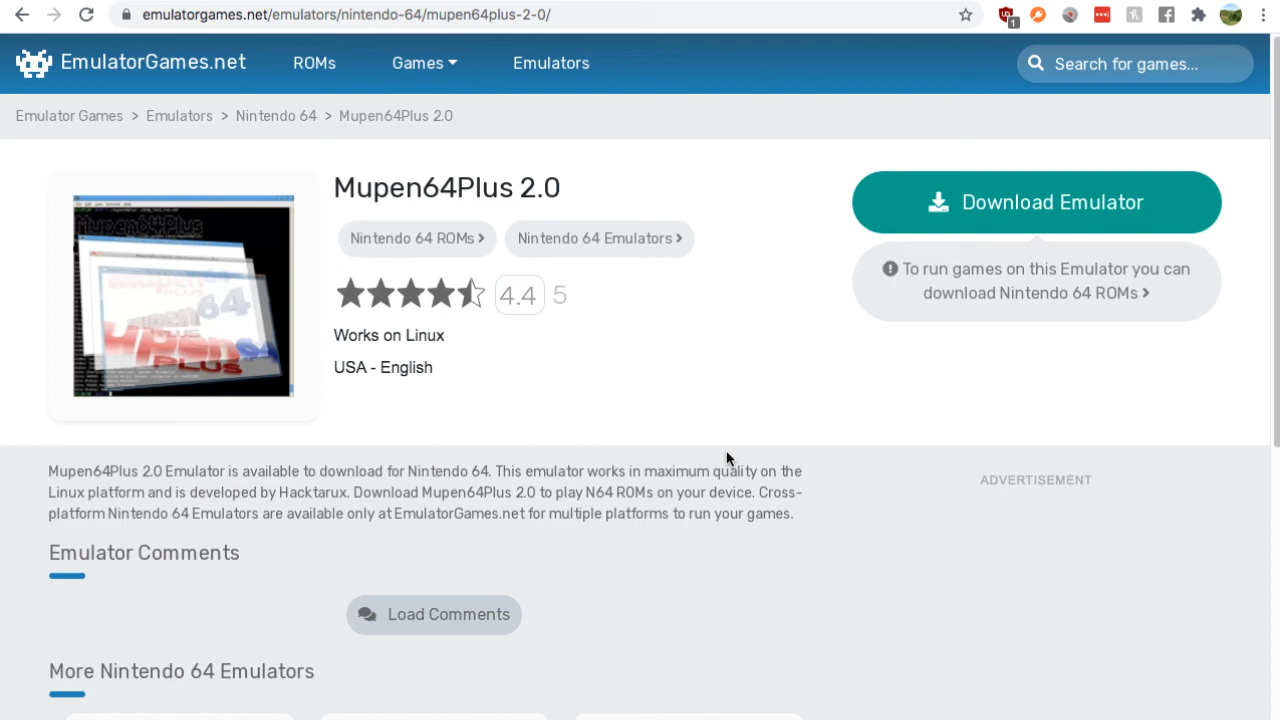 emulatorgames.net/emulators/nintendo-64/mupen64plus-2-0/
1
EmulatorGames.net
ROMs
Games
Emulators
Search for games...
Emulator Games > Emulators > Nintendo 64 > Mupen64Plus 2.0
Mupen64Plus 2.0
Nintendo 64 ROMs
Nintendo 64 Emulators
4.4
5
Works on Linux
USA - English
Download Emulator
To run games on this Emulator you can
download Nintendo 64 ROMs
Mupen64Plus 2.0 Emulator is available to download for Nintendo 64. This emulator works in maximum quality on the
Linux platform and is developed by Hacktarux. Download Mupen64Plus 2.0 to play N64 ROMs on your device. Cross-
platform Nintendo 64 Emulators are available only at EmulatorGames.net for multiple platforms to run your games.
ADVERTISEMENT
Emulator Comments
Load Comments
More Nintendo 64 Emulators